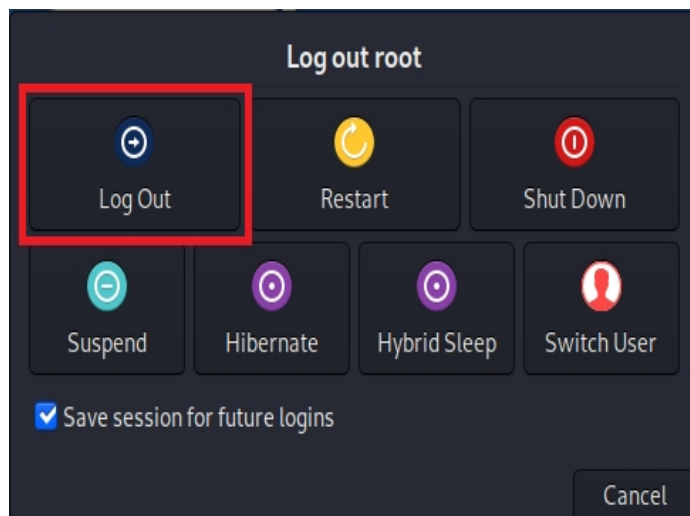 Log out root
Log Out Restart Shut Down
Suspend Hibernate Hybrid Sleep Switch User
Save session for future logins
Cancel